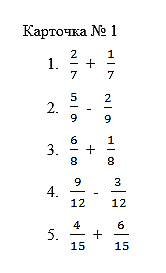 Карточка № 1
1. 2/7 + 1/7
2. 5/9 - 2/9
3. 6/8 + 1/8
4. 9/12 - 3/12
5. 4/15 + 6/15